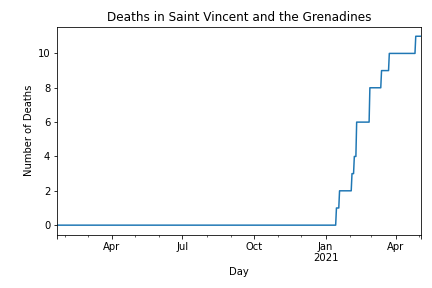 Deaths in Saint Vincent and the Grenadines
Number of Deaths
10
8
6
4
2
0
Apr Jul Oct Jan Apr
2021
Day